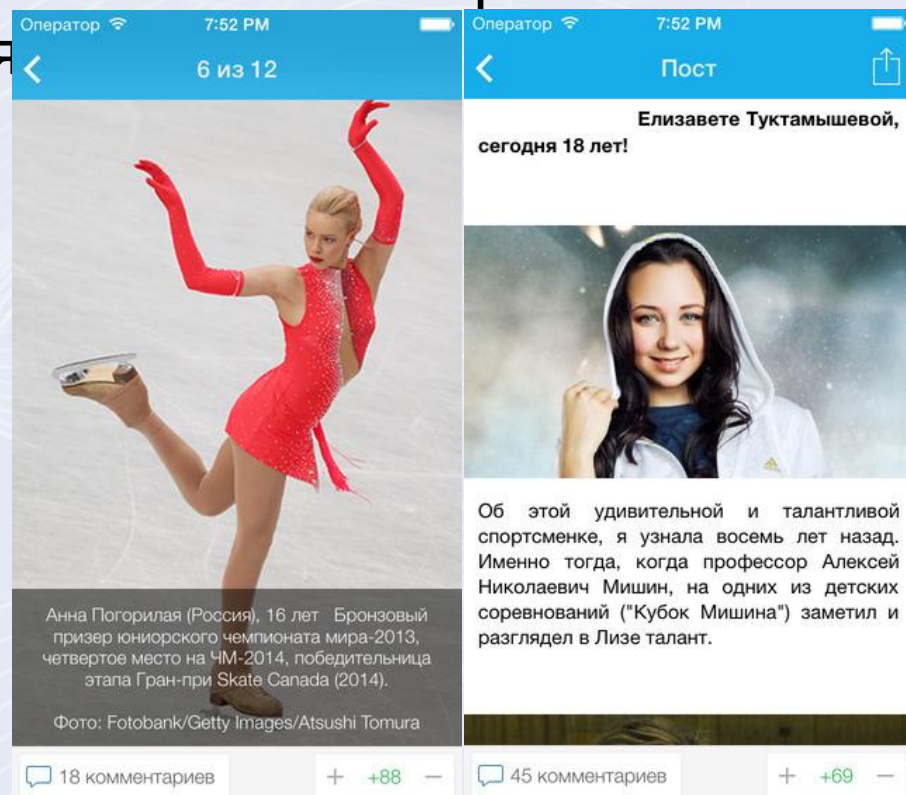 я
Оператор 7:52 PM
6 из 12
Анна Погорилая (Россия), 16 лет Бронзовый
призер юниорского чемпионата мира-2013,
четвертое место на ЧМ-2014, победительница
этапа Гран-при Skate Canada (2014).
Фото: Fotobank/Getty Images/Atsushi Tomura
18 комментариев + +88 −
Оператор 7:52 PM
Пост
Елизавете Туктамышевой,
сегодня 18 лет!
Об этой удивительной и талантливой
спортсменке, я узнала восемь лет назад.
Именно тогда, когда профессор Алексей
Николаевич Мишин, на одних из детских
соревнований ("Кубок Мишина") заметил и
разглядел в Лизе талант.
45 комментариев + +69 −